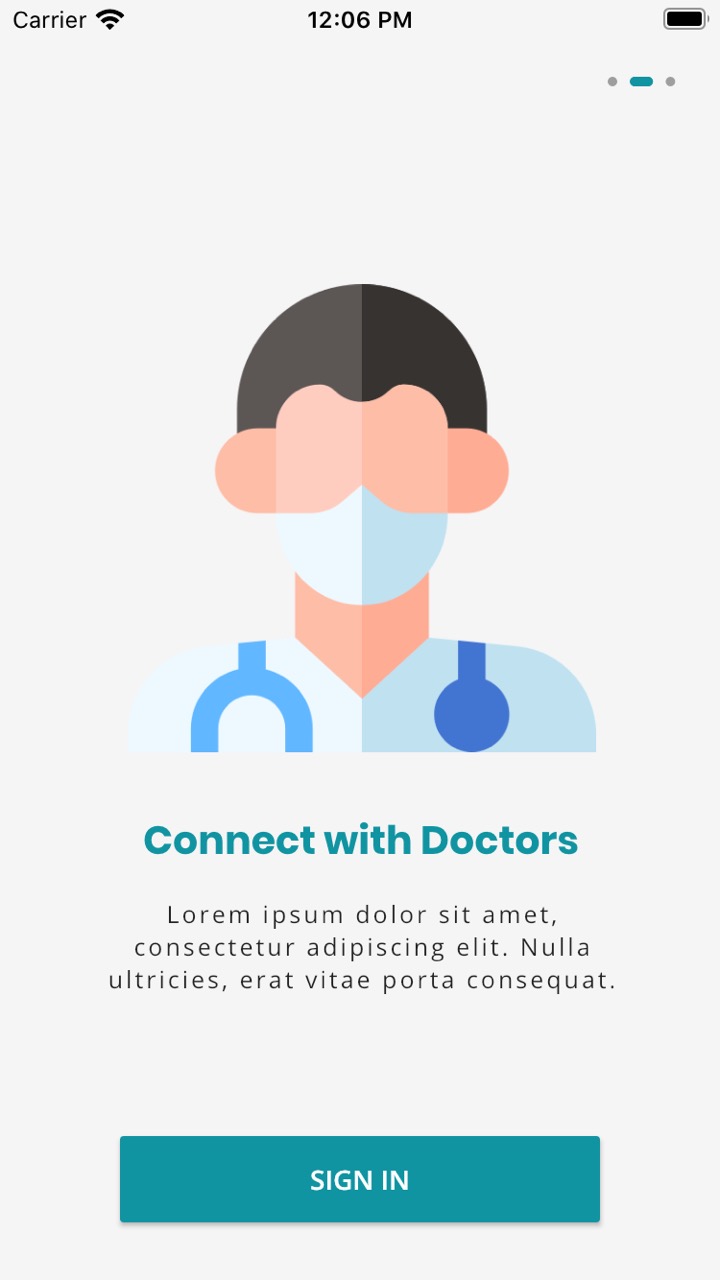 Carrier 12:06 PM
Connect with Doctors
Lorem ipsum dolor sit amet,
consectetur adipiscing elit. Nulla
ultricies, erat vitae porta consequat.
SIGN IN